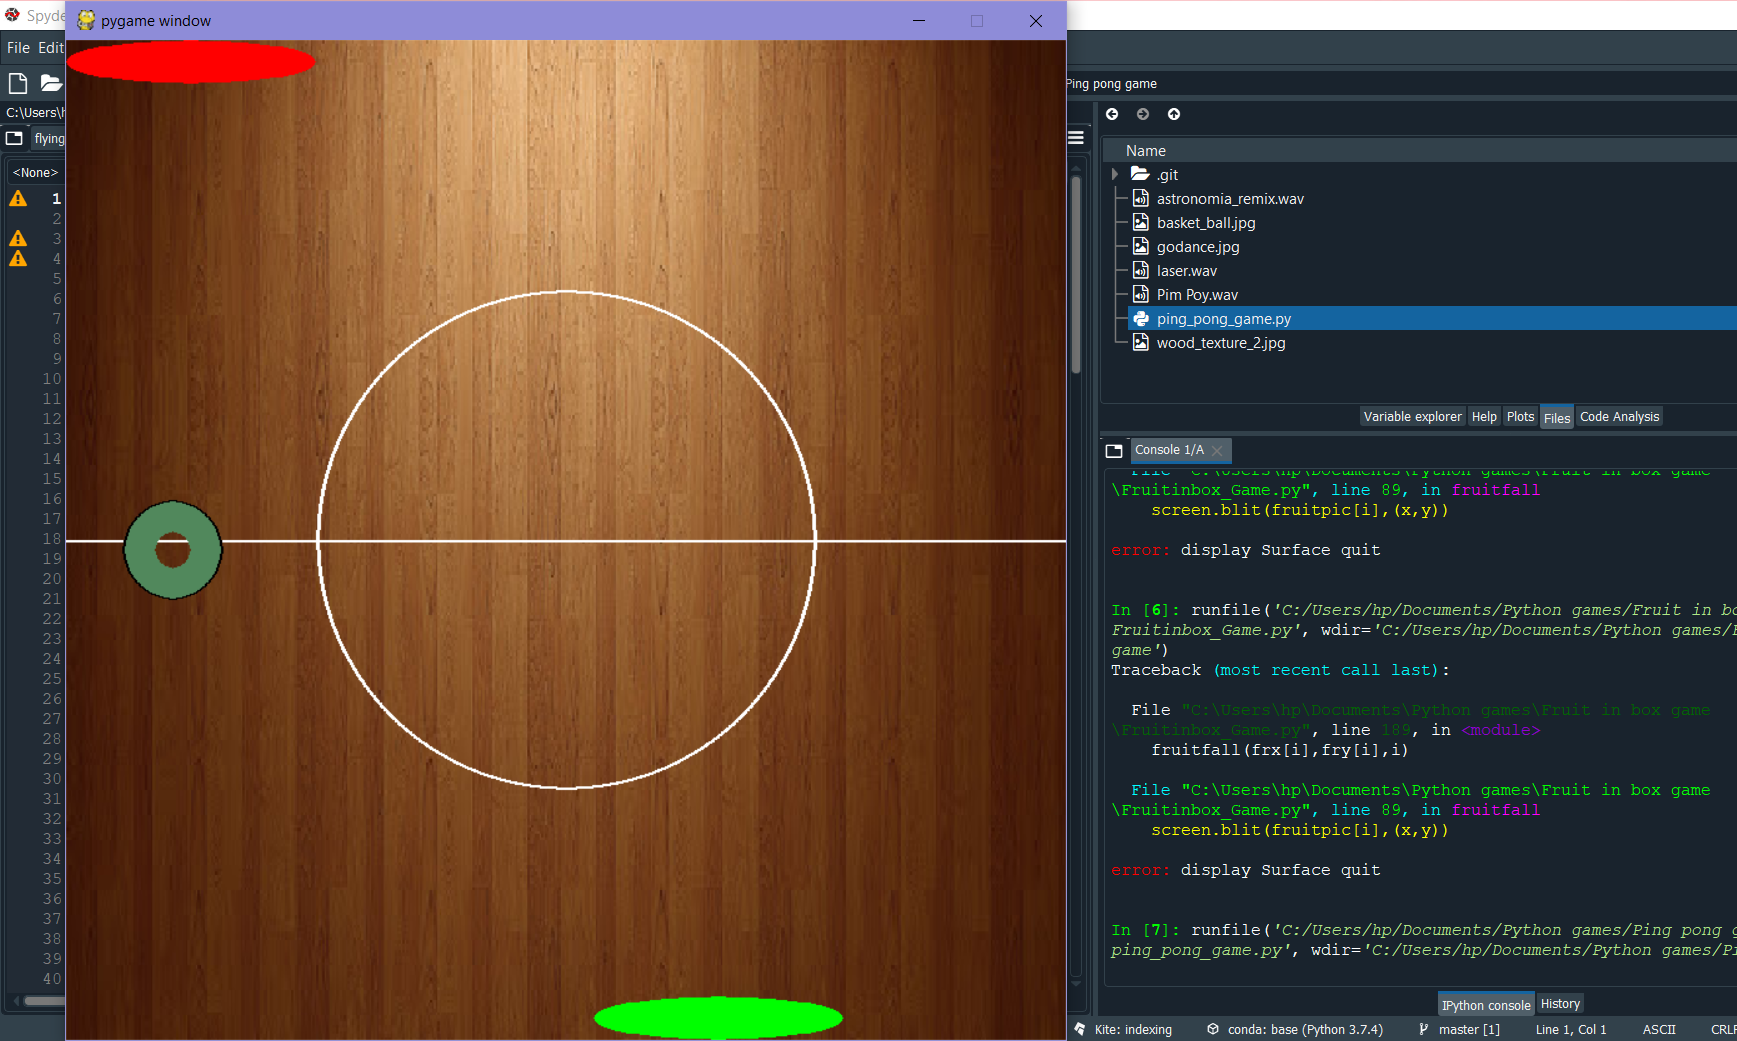 Spyde
pygame window
File Edit
Ping pong game
C:\Users\h
flying
<None>
1
2
3
4
5
6
7
8
9
10
11
12
13
14
15
16
17
18
19
20
21
22
23
24
25
26
27
28
29
30
31
32
33
34
35
36
37
38
39
40
Name
.git
astronomia_remix.wav
basket_ball.jpg
godance.jpg
laser.wav
Pim Poy.wav
ping_pong_game.py
wood_texture_2.jpg
Variable explorer Help Plots Files Code Analysis
Console 1/A
File "C:\Users\hp\Documents\Python games\Fruit in box game
\Fruitinbox_Game.py", line 89, in fruitfall
screen.blit(fruitpic[i],(x,y))
error: display Surface quit
In [6]: runfile('C:/Users/hp/Documents/Python games/Fruit in bo
Fruitinbox_Game.py', wdir='C:/Users/hp/Documents/Python games/F
game')
Traceback (most recent call last):
File "C:\Users\hp\Documents\Python games\Fruit in box game
\Fruitinbox_Game.py", line 189, in <module>
fruitfall(frx[i],fry[i],i)
File "C:\Users\hp\Documents\Python games\Fruit in box game
\Fruitinbox_Game.py", line 89, in fruitfall
screen.blit(fruitpic[i],(x,y))
error: display Surface quit
In [7]: runfile('C:/Users/hp/Documents/Python games/Ping pong g
ping_pong_game.py', wdir='C:/Users/hp/Documents/Python games/Pi
IPython console History
Kite: indexing conda: base (Python 3.7.4) master [1] Line 1, Col 1 ASCII CRLF